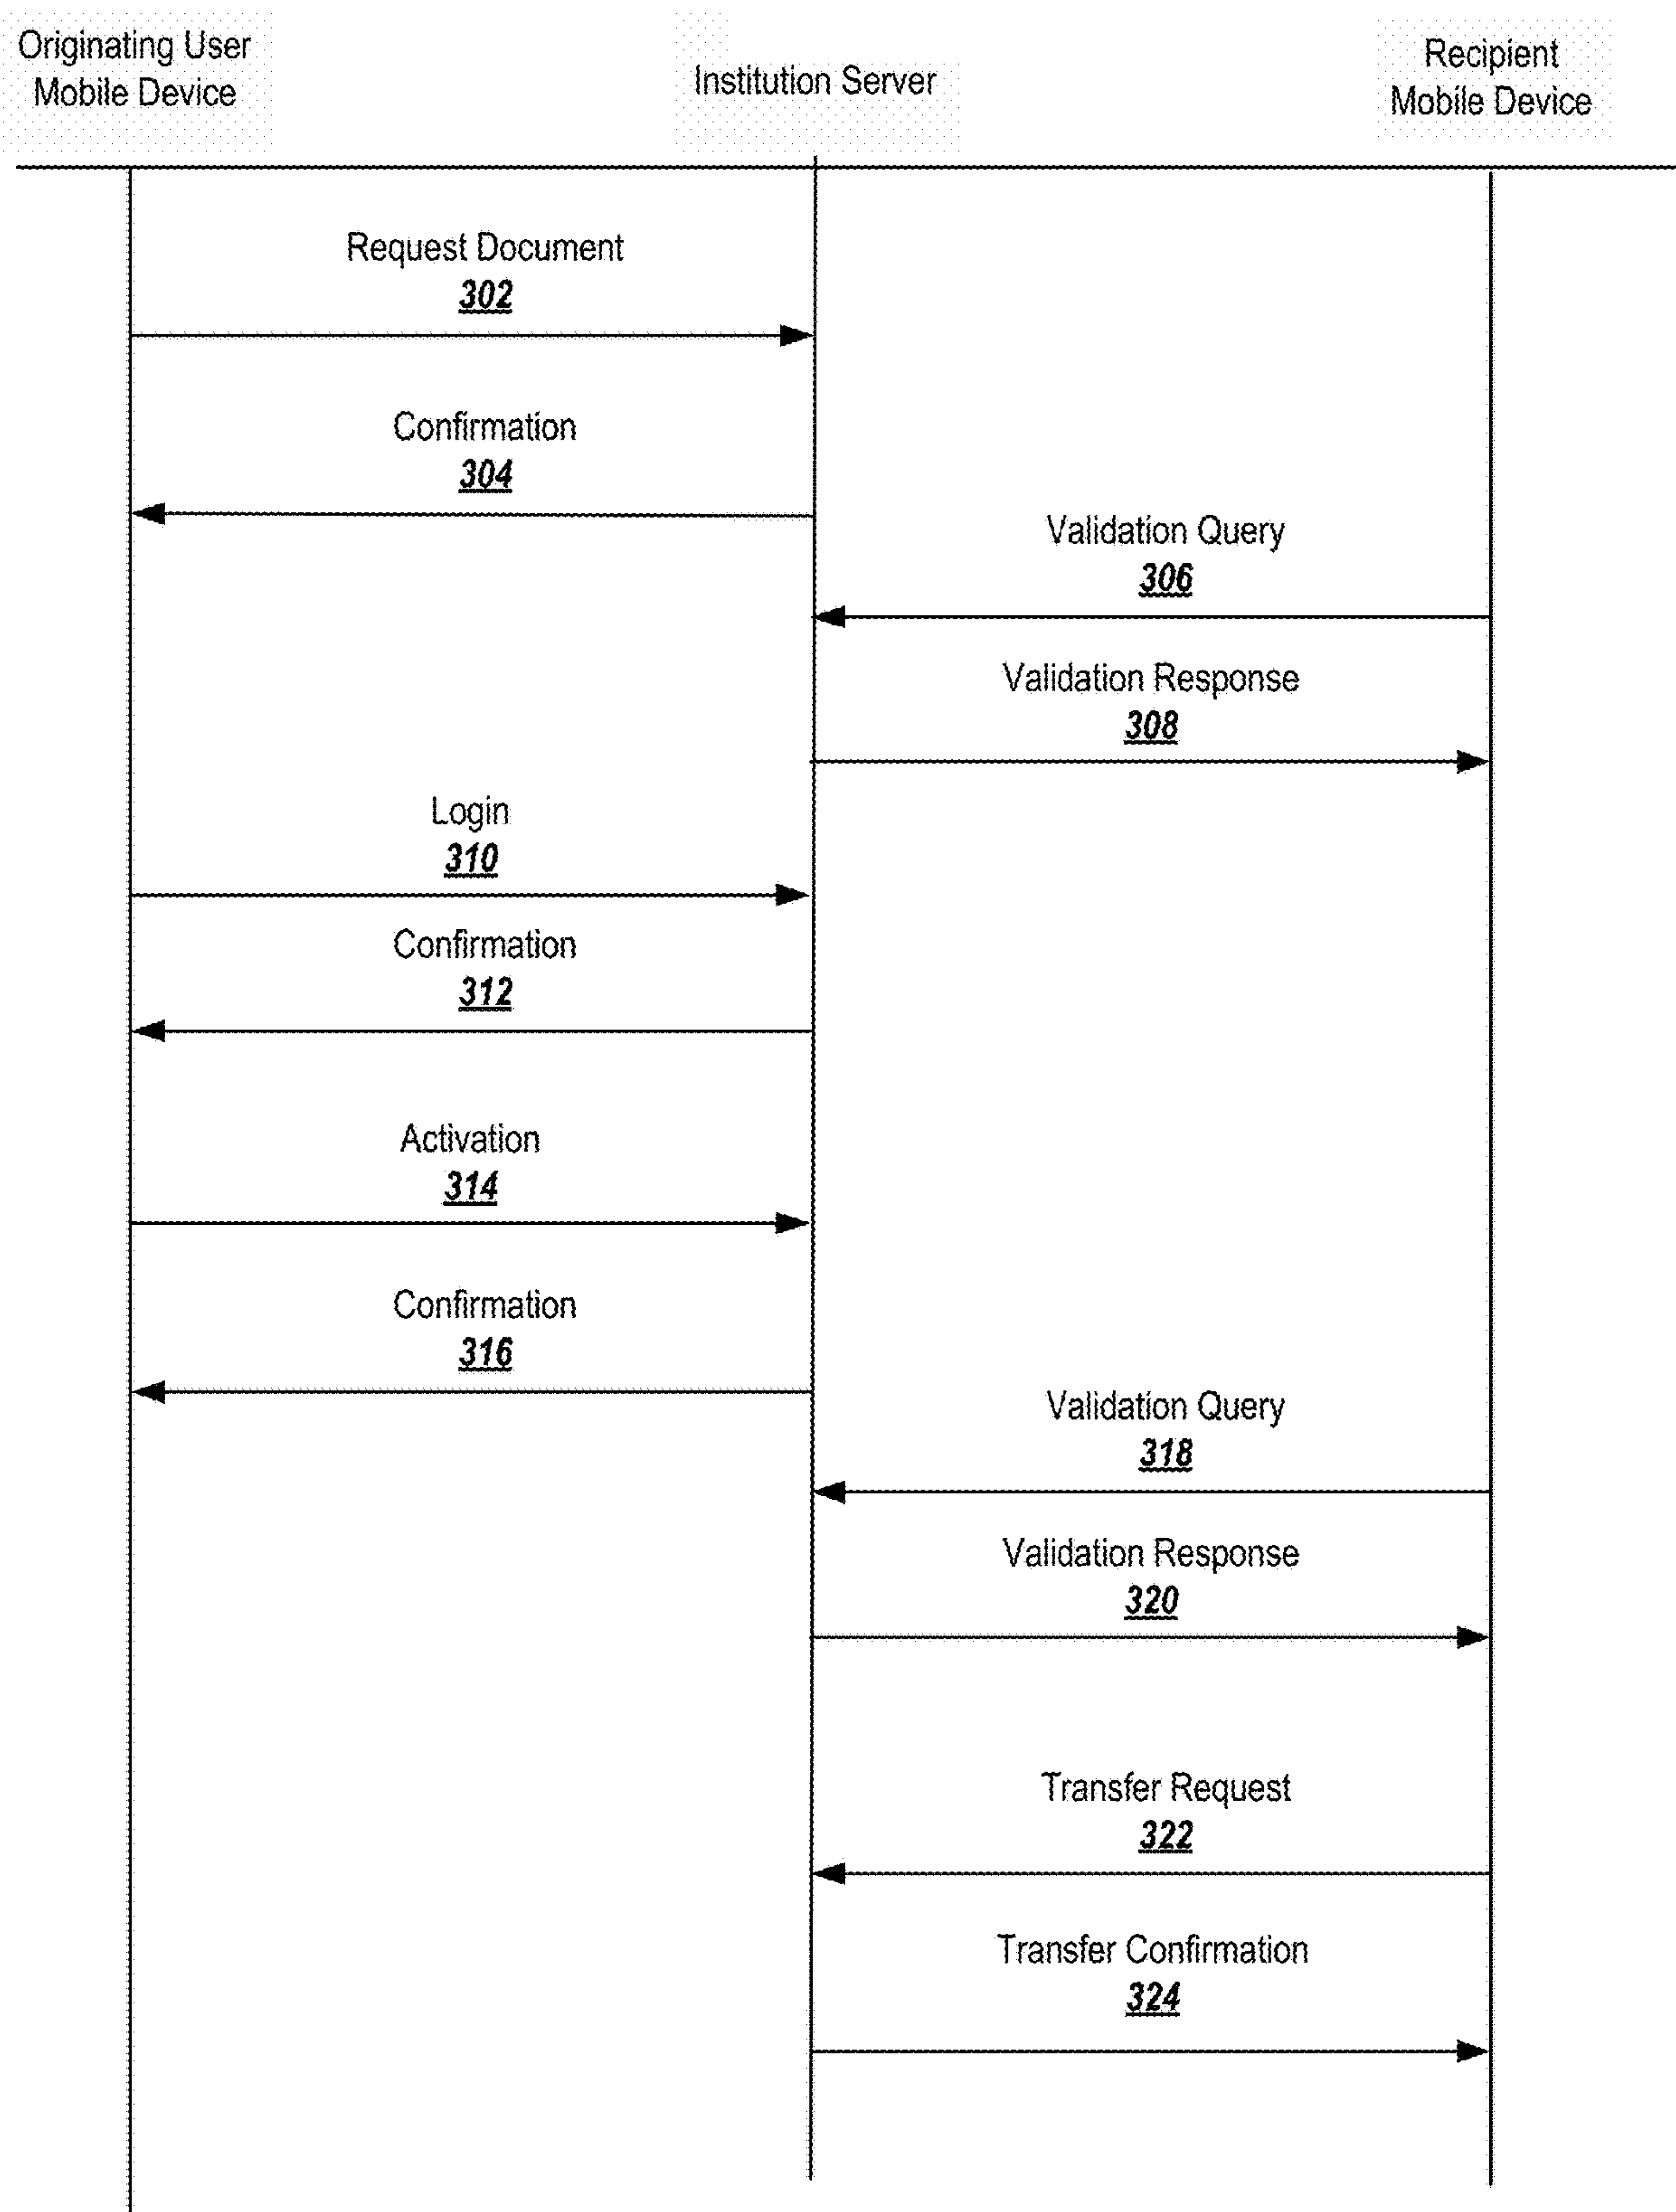 Originating User
Mobile Device
Institution Server
Recipient
Mobile Device
Request Document
302
Confirmation
304
Validation Query
306
Validation Response
308
Login
310
Confirmation
312
Activation
314
Confirmation
316
Validation Query
318
Validation Response
320
Transfer Request
322
Transfer Confirmation
324